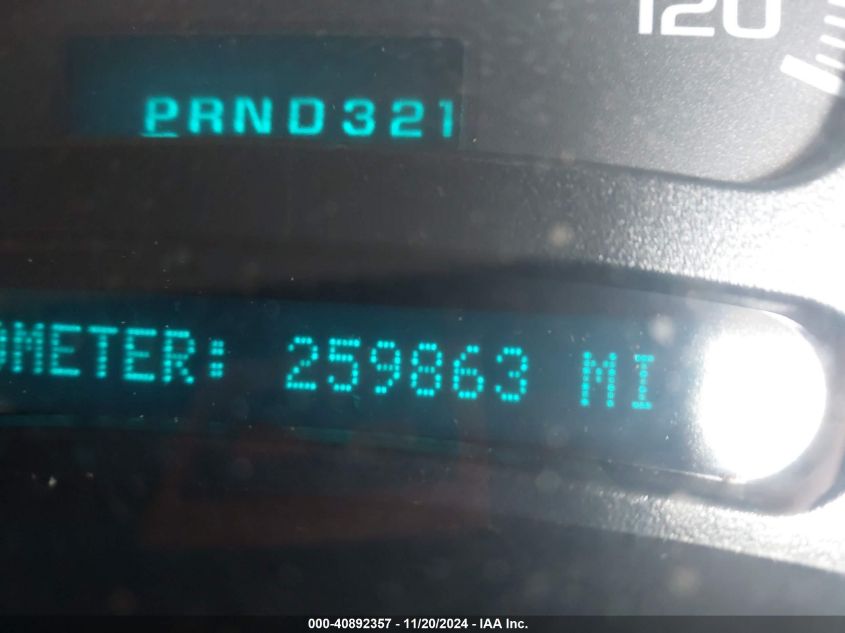 120
PRND321
OMETER: 259863 MI
000-40892357 - 11/20/2024 - IAA Inc.